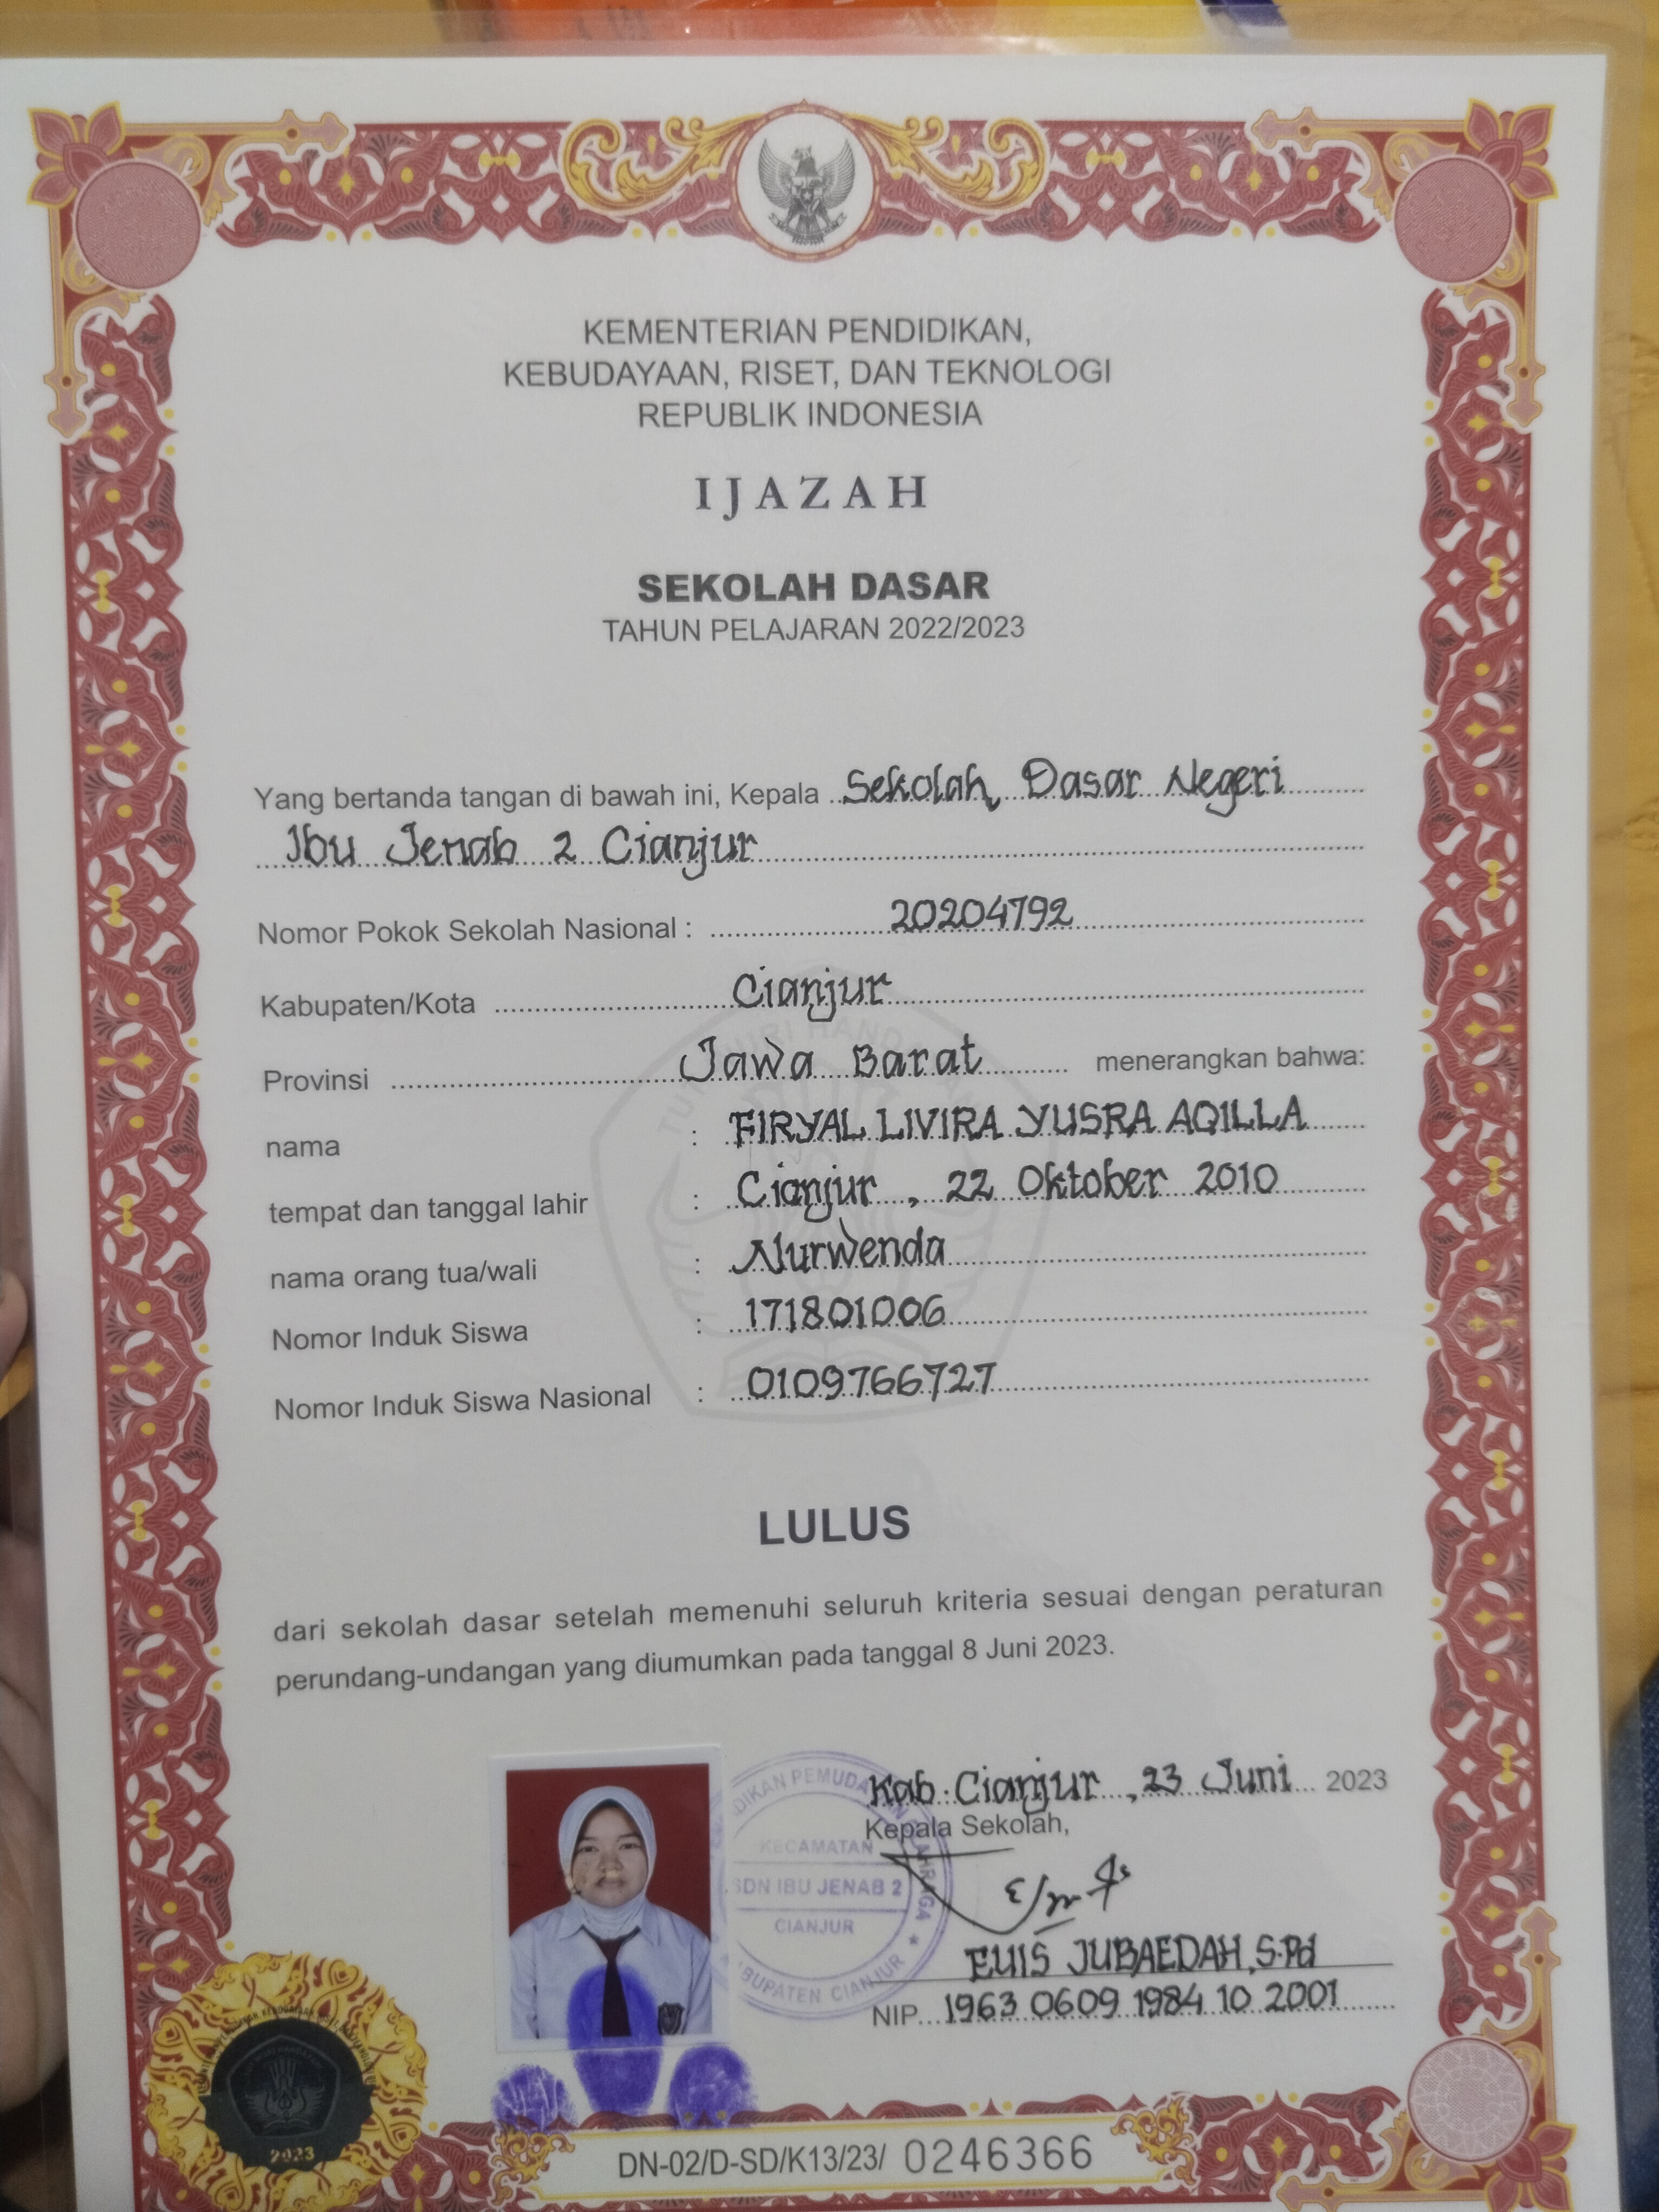 KEMENTERIAN PENDIDIKAN,
KEBUDAYAAN, RISET, DAN TEKNOLOGI
REPUBLIK INDONESIA
IJAZAH
SEKOLAH DASAR
TAHUN PELAJARAN 2022/2023
Yang bertanda tangan di bawah ini, Kepala Sekolah Dasar Negeri
Ibu Jenab 2 Cianjur
Nomor Pokok Sekolah Nasional : 20204792
Kabupaten/Kota Cianjur
Provinsi Jawa Barat menerangkan bahwa:
nama : FIRYAL LIVIRA YUSRA AQILLA
tempat dan tanggal lahir : Cianjur , 22 Oktober 2010
nama orang tua/wali : Nurwenda
Nomor Induk Siswa : 171801006
Nomor Induk Siswa Nasional : 0109766727
LULUS
dari sekolah dasar setelah memenuhi seluruh kriteria sesuai dengan peraturan
perundang-undangan yang diumumkan pada tanggal 8 Juni 2023.
Kab. Cianjur , 23 Juni 2023
Kepala Sekolah,
KECAMATAN
SDN IBU JENAB 2
CIANJUR
EUIS JUBAEDAH, S.Pd
NIP. 1963 0609 1984 10 2001
2023
DN-02/D-SD/K13/23/ 0246366